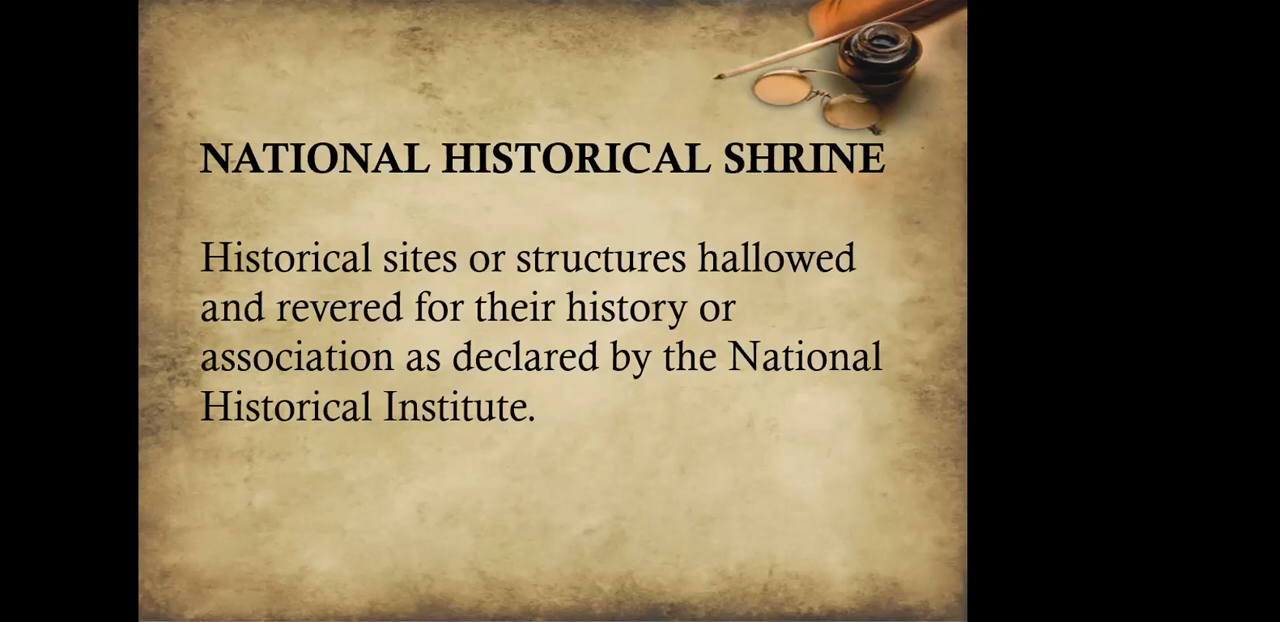 NATIONAL HISTORICAL SHRINE
Historical sites or structures hallowed
and revered for their history or
association as declared by the National
Historical Institute.